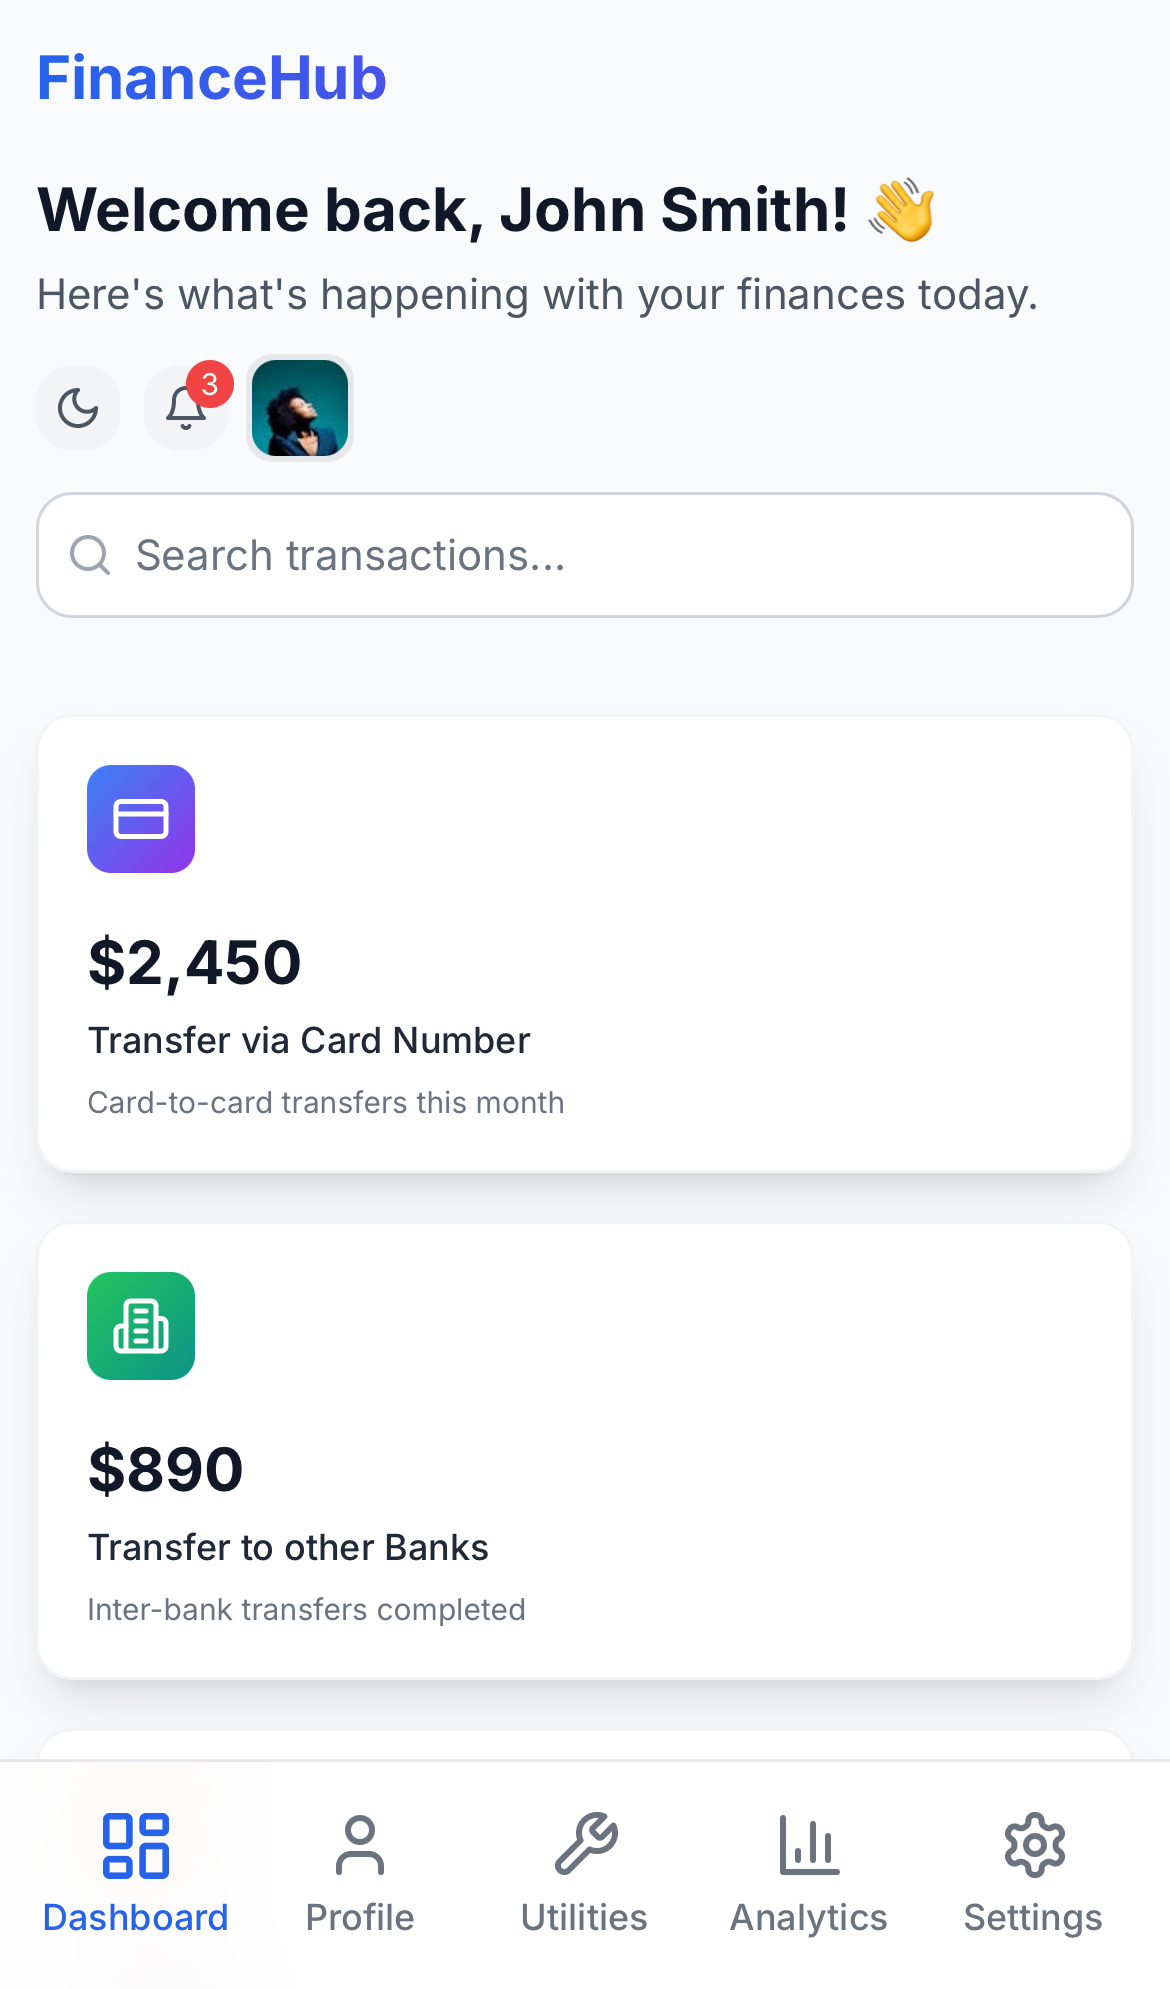 FinanceHub
Welcome back, John Smith! 👋
Here's what's happening with your finances today.
3
Search transactions...
$2,450
Transfer via Card Number
Card-to-card transfers this month
$890
Transfer to other Banks
Inter-bank transfers completed
Dashboard
Profile
Utilities
Analytics
Settings